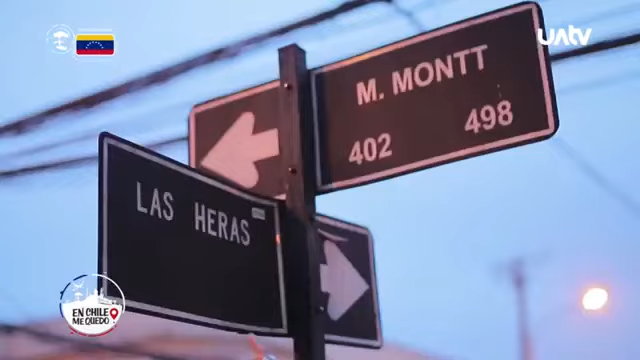 UATV
M. MONTT
402 498
LAS HERAS
EN CHILE
ME QUEDO